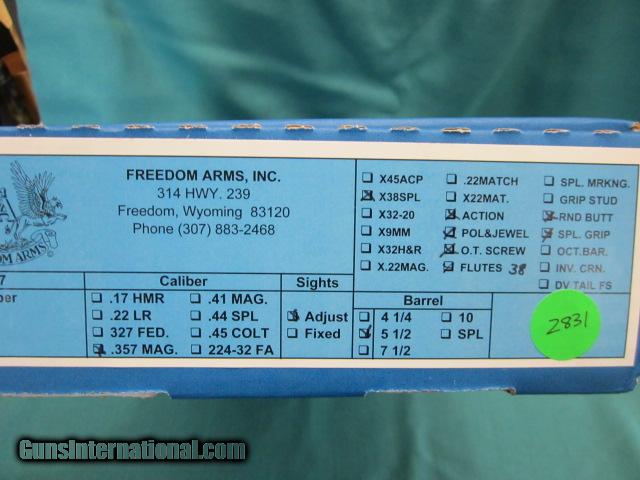 FREEDOM ARMS, INC.
314 HWY. 239
Freedom, Wyoming 83120
Phone (307) 883-2468
DOM ARMS
X45ACP
X38SPL
X32-20
X9MM
X32H&R
X.22MAG.
.22MATCH
X22MAT.
ACTION
POL&JEWEL
O.T. SCREW
FLUTES 38
SPL. MRKNG.
GRIP STUD
RND BUTT
SPL. GRIP
OCT.BAR.
INV. CRN.
DV TAIL FS
7
Caliber
.17 HMR
.22 LR
327 FED.
.357 MAG.
.41 MAG.
.44 SPL
.45 COLT
224-32 FA
Sights
Adjust
Fixed
Barrel
4 1/4
5 1/2
7 1/2
10
SPL
2831
GunsInternational.com